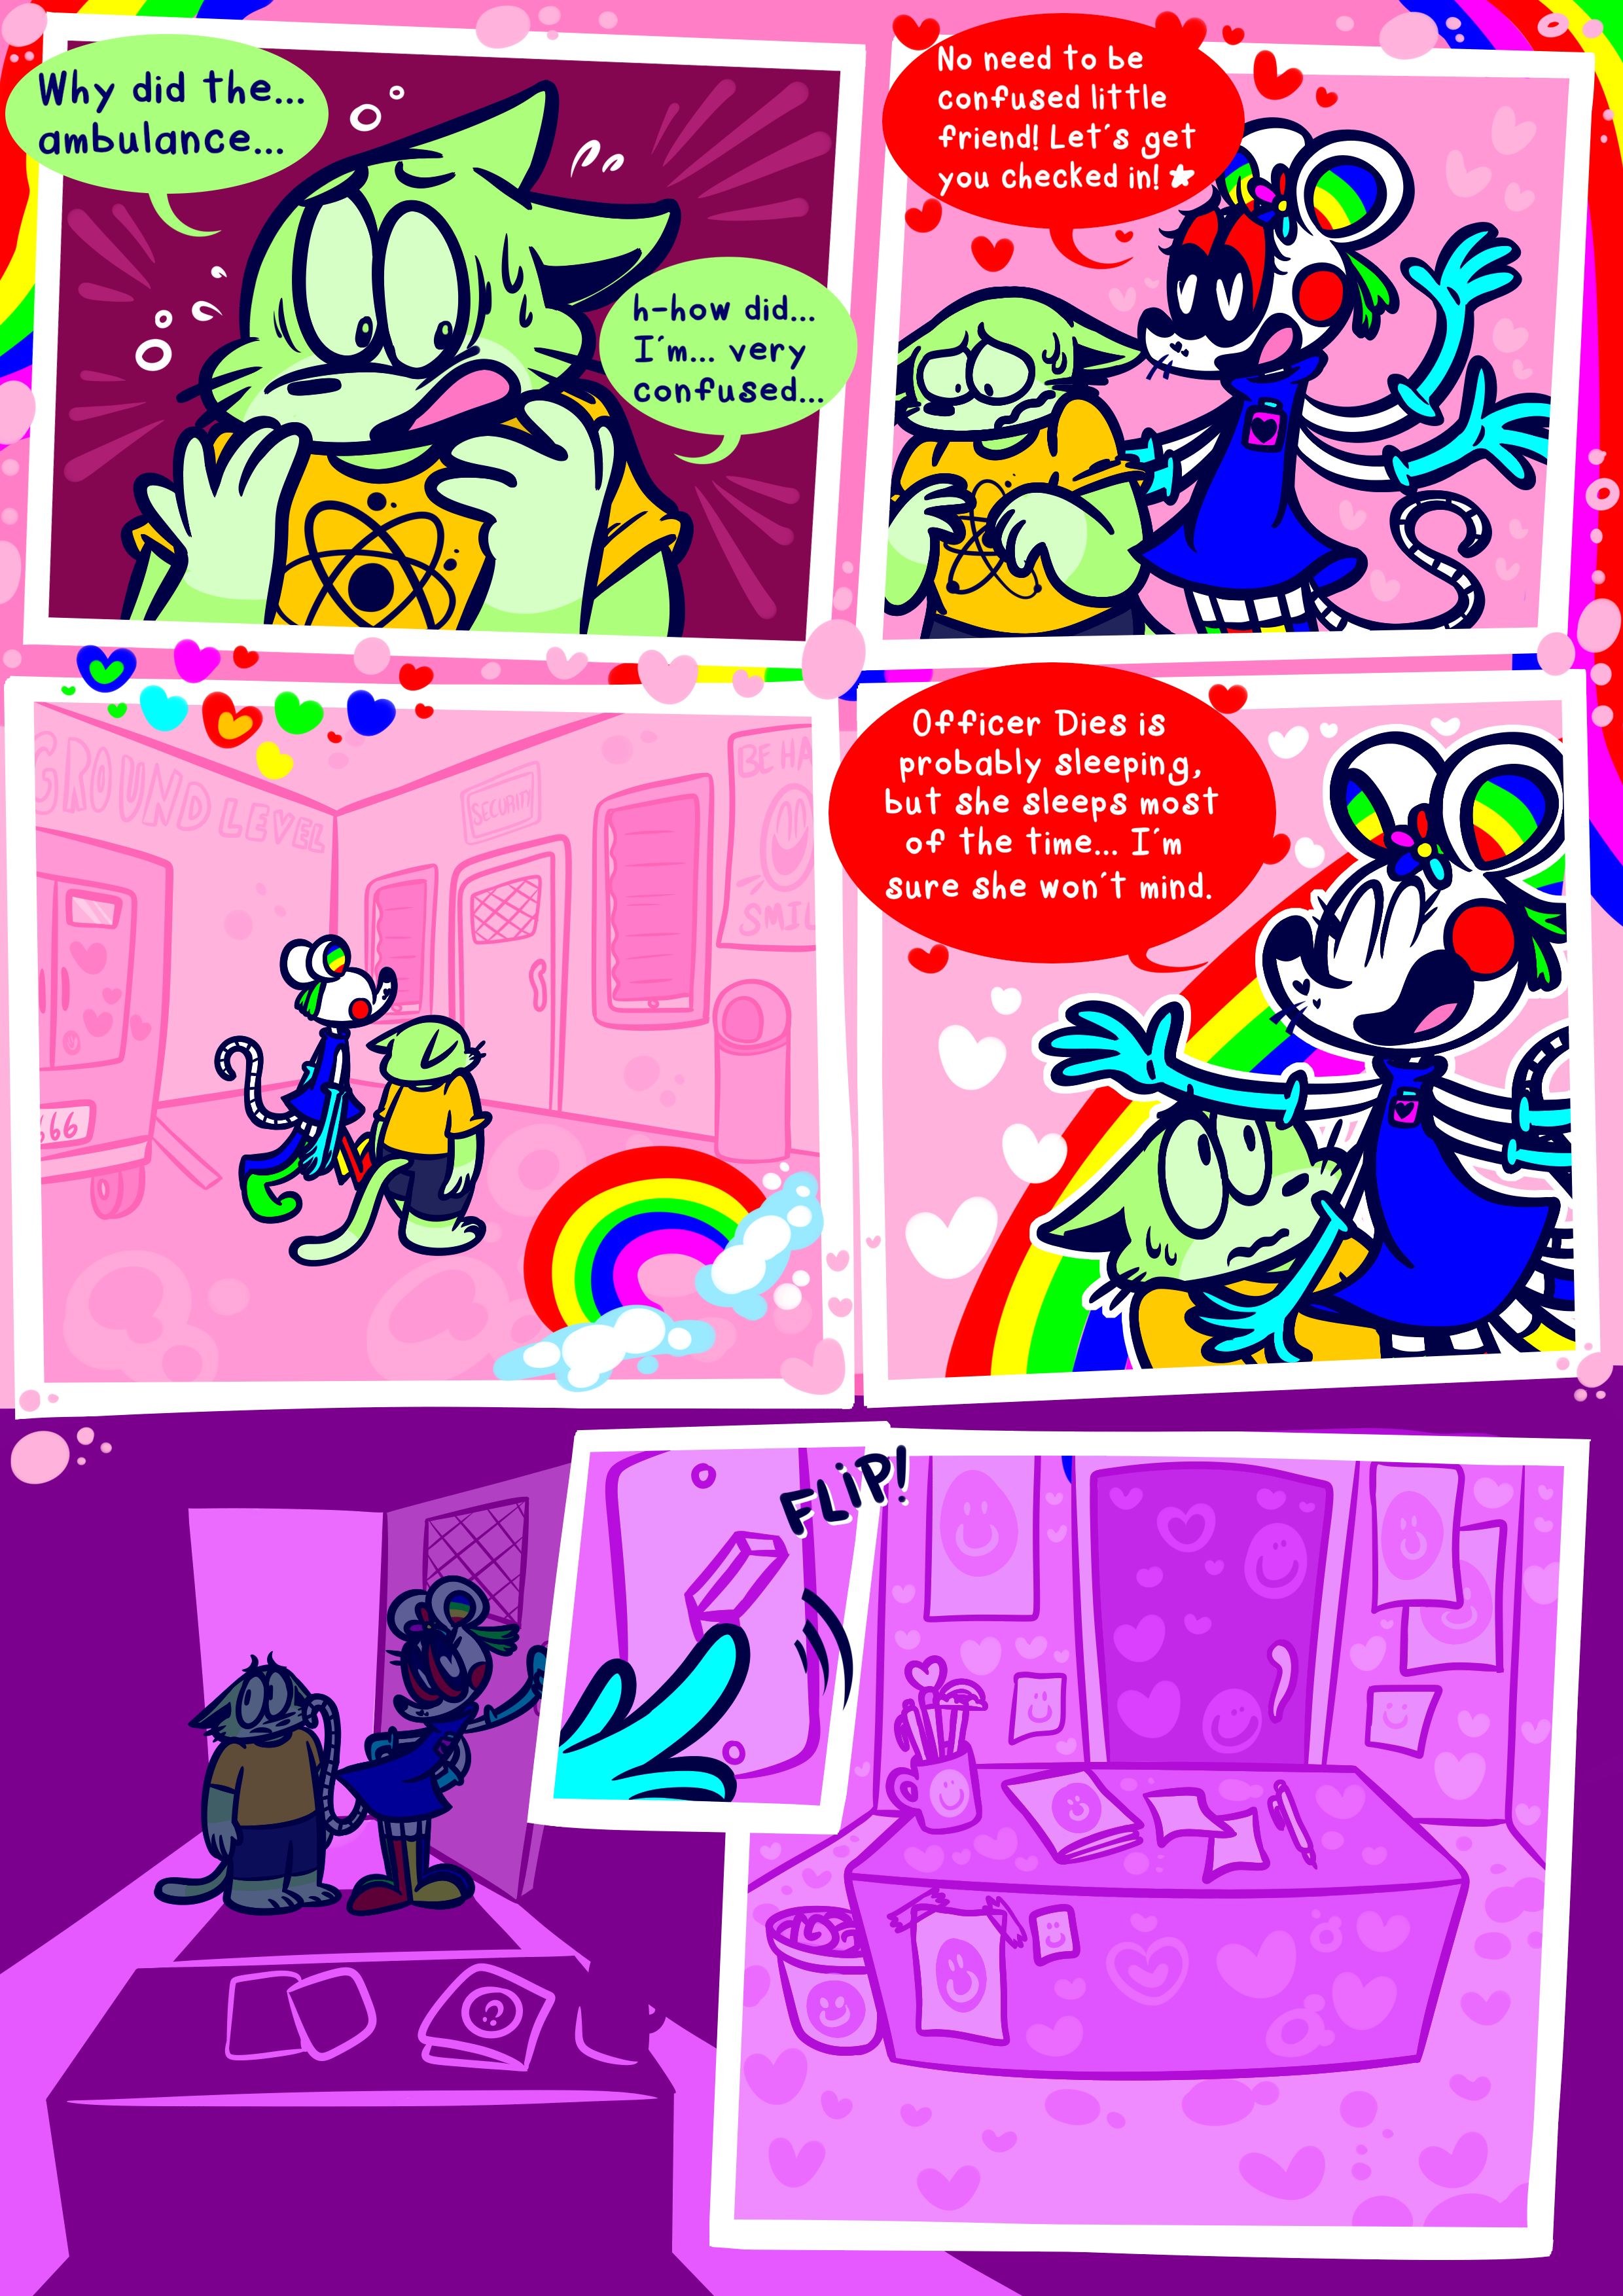 Why did the...
ambulance...
h-how did...
I'm... very
confused...
No need to be
confused little
friend! Let's get
you checked in! ★
GROUND LEVEL
SECURITY
BE HA
SMIL
666
Officer Dies is
probably sleeping,
but she sleeps most
of the time... I'm
sure she won't mind.
FLiP!
?